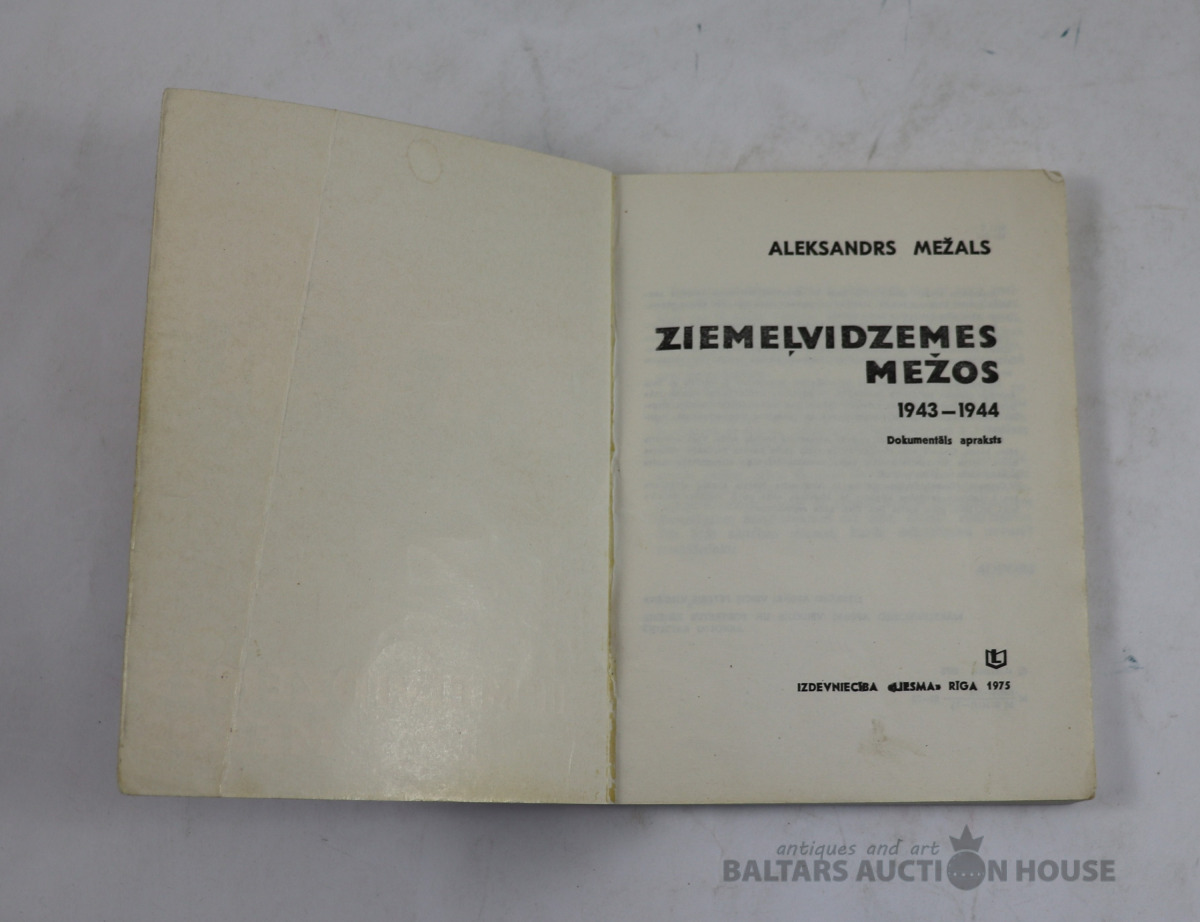 ALEKSANDRS MEŽALS
ZIEMEĻVIDZEMES
MEŽOS
1943—1944
Dokumentāls apraksts
IZDEVNIECĪBA «LIESMA» RĪGA 1975
antiques and art
BALTARS AUCTION HOUSE